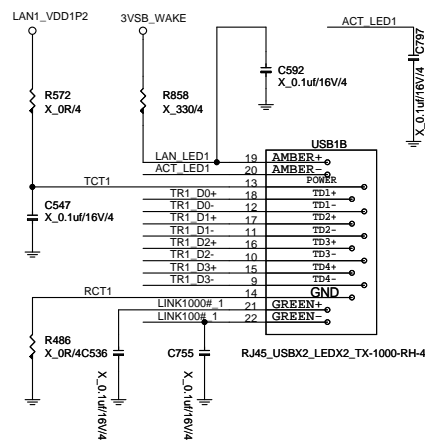 LAN1_VDD1P2
3VSB_WAKE
ACT_LED1
C797
X_0.1uf/16V/4
R572
X_0R/4
R858
X_330/4
C592
X_0.1uf/16V/4
USB1B
LAN_LED1 19 AMBER+
ACT_LED1 20 AMBER-
TCT1 13 POWER
TR1_D0+ 18 TD1+
TR1_D0- 12 TD1-
TR1_D1+ 17 TD2+
TR1_D1- 11 TD2-
TR1_D2+ 16 TD3+
TR1_D2- 10 TD3-
TR1_D3+ 15 TD4+
TR1_D3- 9 TD4-
C547
X_0.1uf/16V/4
RCT1 14 GND
LINK1000#_1 21 GREEN+
LINK100#_1 22 GREEN-
R486
X_0R/4
C536
X_0.1uf/16V/4
C755
X_0.1uf/16V/4
RJ45_USBX2_LEDX2_TX-1000-RH-4